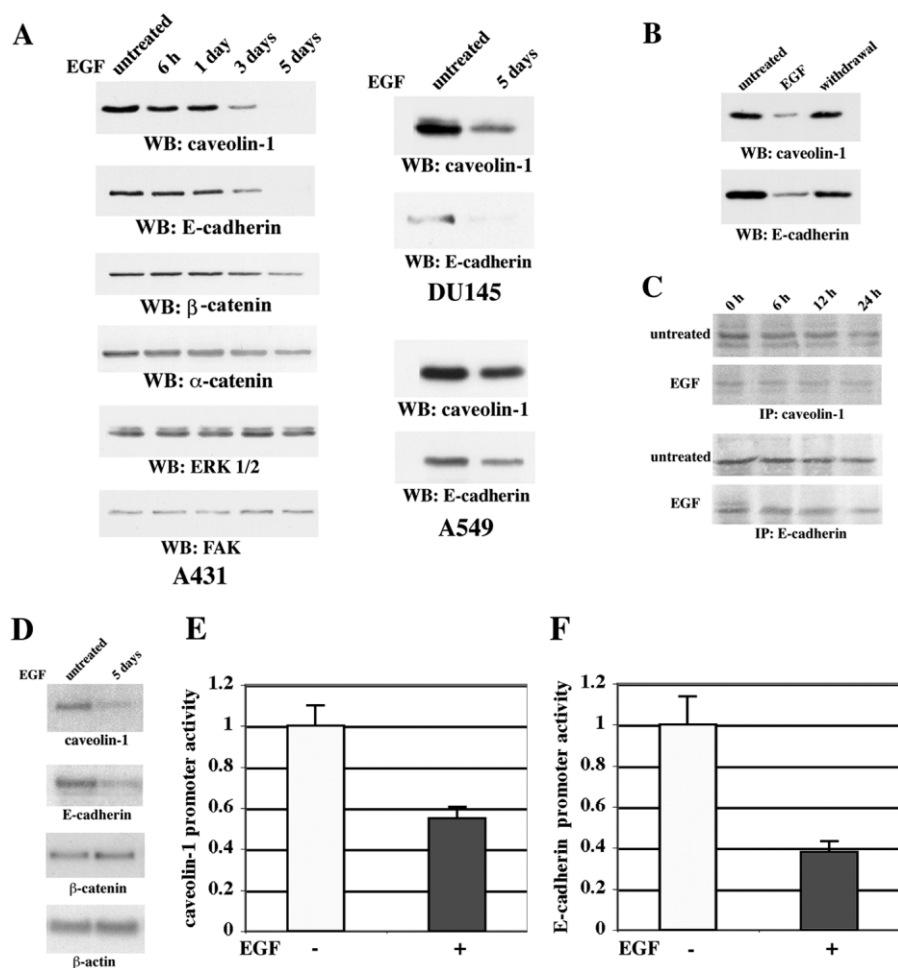 A
EGF untreated 6 h 1 day 3 days 5 days
WB: caveolin-1
WB: E-cadherin
WB: β-catenin
WB: α-catenin
WB: ERK 1/2
WB: FAK
A431
EGF untreated 5 days
WB: caveolin-1
WB: E-cadherin
DU145
WB: caveolin-1
WB: E-cadherin
A549
B
untreated EGF withdrawal
WB: caveolin-1
WB: E-cadherin
C
0 h 6 h 12 h 24 h
untreated
EGF
IP: caveolin-1
untreated
EGF
IP: E-cadherin
D
EGF untreated 5 days
caveolin-1
E-cadherin
β-catenin
β-actin
E
caveolin-1 promoter activity
1.2
1
0.8
0.6
0.4
0.2
0
EGF - +
F
E-cadherin promoter activity
1.2
1
0.8
0.6
0.4
0.2
0
EGF - +